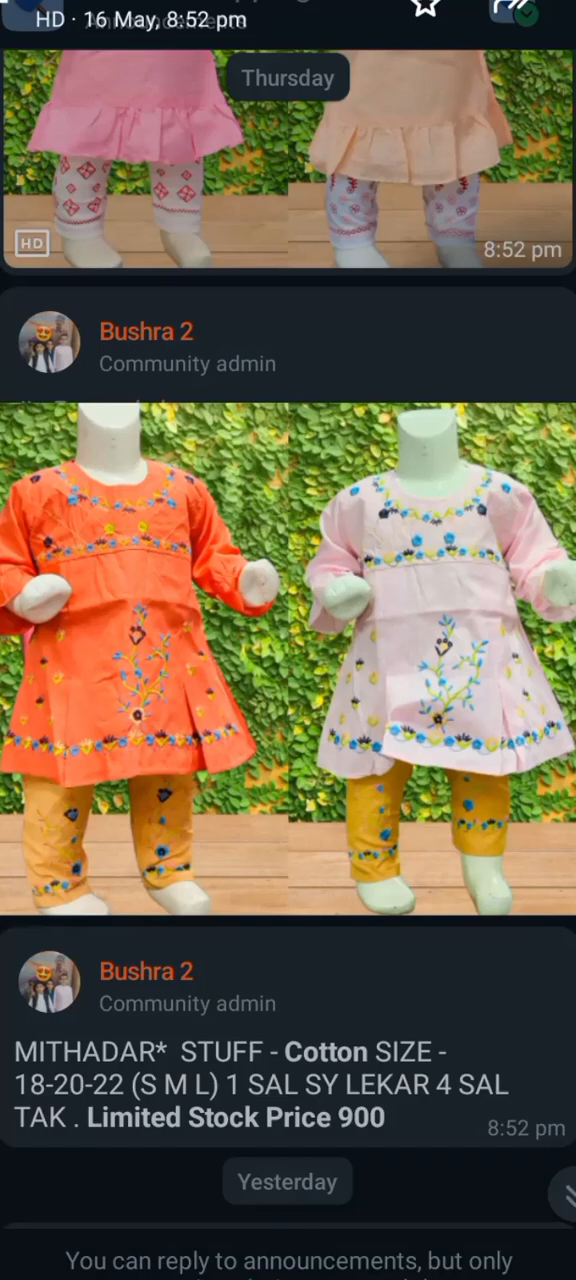 HD · 16 May, 8:52 pm
Announcements
Thursday
HD
8:52 pm
Bushra 2
Community admin
Bushra 2
Community admin
MITHADAR*  STUFF - Cotton SIZE -
18-20-22 (S M L) 1 SAL SY LEKAR 4 SAL
TAK . Limited Stock Price 900
8:52 pm
Yesterday
You can reply to announcements, but only